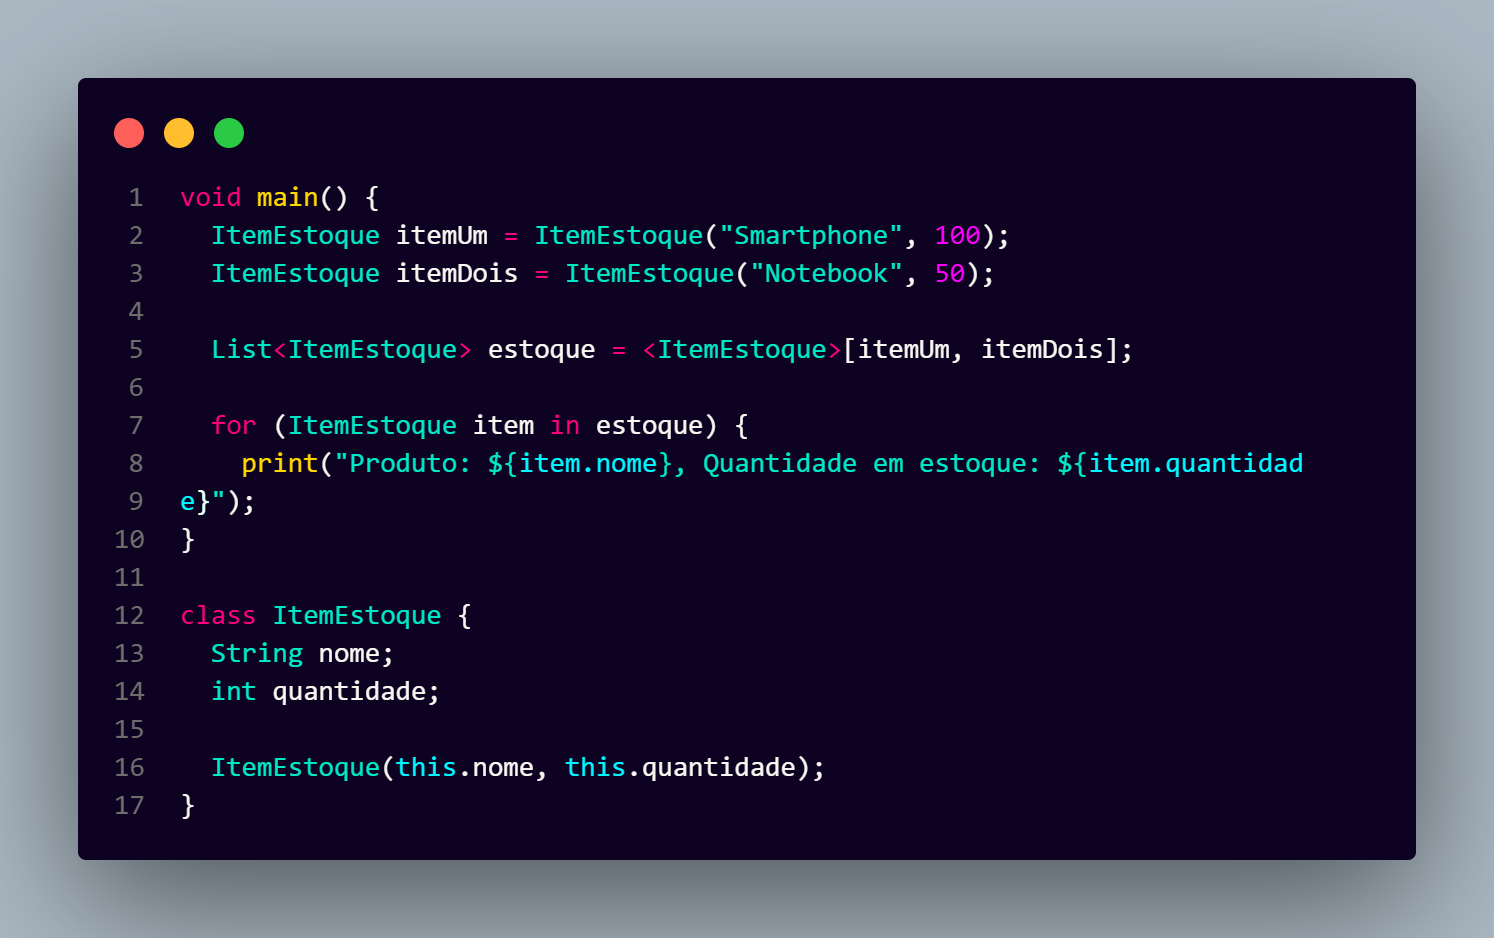 1 void main() {
2   ItemEstoque itemUm = ItemEstoque("Smartphone", 100);
3   ItemEstoque itemDois = ItemEstoque("Notebook", 50);
4
5   List<ItemEstoque> estoque = <ItemEstoque>[itemUm, itemDois];
6
7   for (ItemEstoque item in estoque) {
8     print("Produto: ${item.nome}, Quantidade em estoque: ${item.quantidad
9 e}");
10 }
11
12 class ItemEstoque {
13   String nome;
14   int quantidade;
15
16   ItemEstoque(this.nome, this.quantidade);
17 }